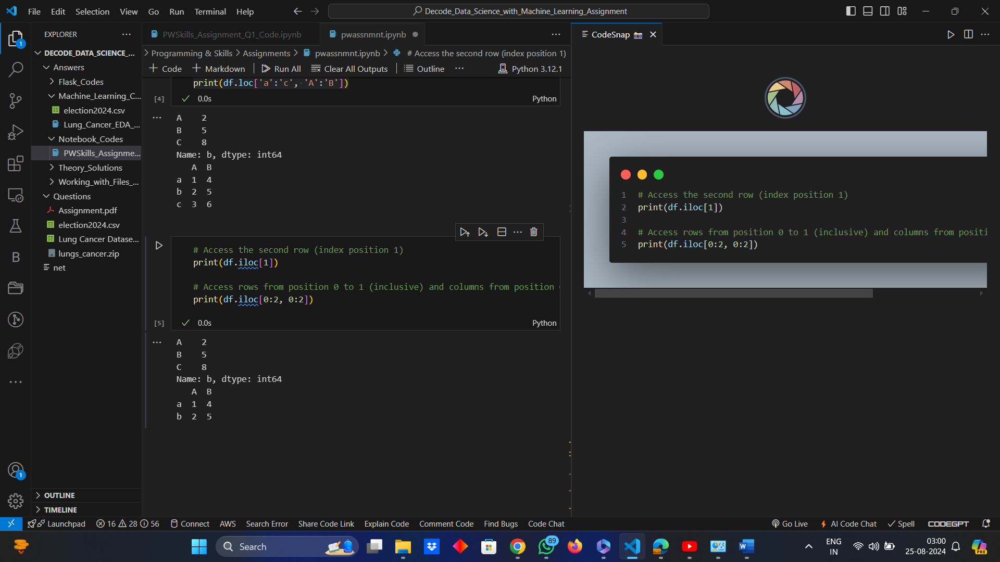 File Edit Selection View Go Run Terminal Help
Decode_Data_Science_with_Machine_Learning_Assignment
EXPLORER
DECODE_DATA_SCIENCE_...
Answers
Flask_Codes
Machine_Learning_C...
election2024.csv
Lung_Cancer_EDA_...
Notebook_Codes
PWSkills_Assignme...
Theory_Solutions
Working_with_Files_...
Questions
Assignment.pdf
election2024.csv
Lung Cancer Datase...
lungs_cancer.zip
net
OUTLINE
TIMELINE
PWSkills_Assignment_Q1_Code.ipynb
pwassnmnt.ipynb
Programming & Skills > Assignments > pwassnmnt.ipynb > # Access the second row (index position 1)
+ Code + Markdown Run All Clear All Outputs Outline ... Python 3.12.1
print(df.loc['a':'c', 'A':'B'])
[4] 0.0s Python
A 2
B 5
C 8
Name: b, dtype: int64
A B
a 1 4
b 2 5
c 3 6
# Access the second row (index position 1)
print(df.iloc[1])
# Access rows from position 0 to 1 (inclusive) and columns from position
print(df.iloc[0:2, 0:2])
[5] 0.0s Python
A 2
B 5
C 8
Name: b, dtype: int64
A B
a 1 4
b 2 5
CodeSnap
1 # Access the second row (index position 1)
2 print(df.iloc[1])
3
4 # Access rows from position 0 to 1 (inclusive) and columns from positi
5 print(df.iloc[0:2, 0:2])
Launchpad 16 28 56 Connect AWS Search Error Share Code Link Explain Code Comment Code Find Bugs Code Chat
Go Live AI Code Chat Spell CODEGPT
Search
89
ENG
IN
03:00
25-08-2024
PRE
1
1
B